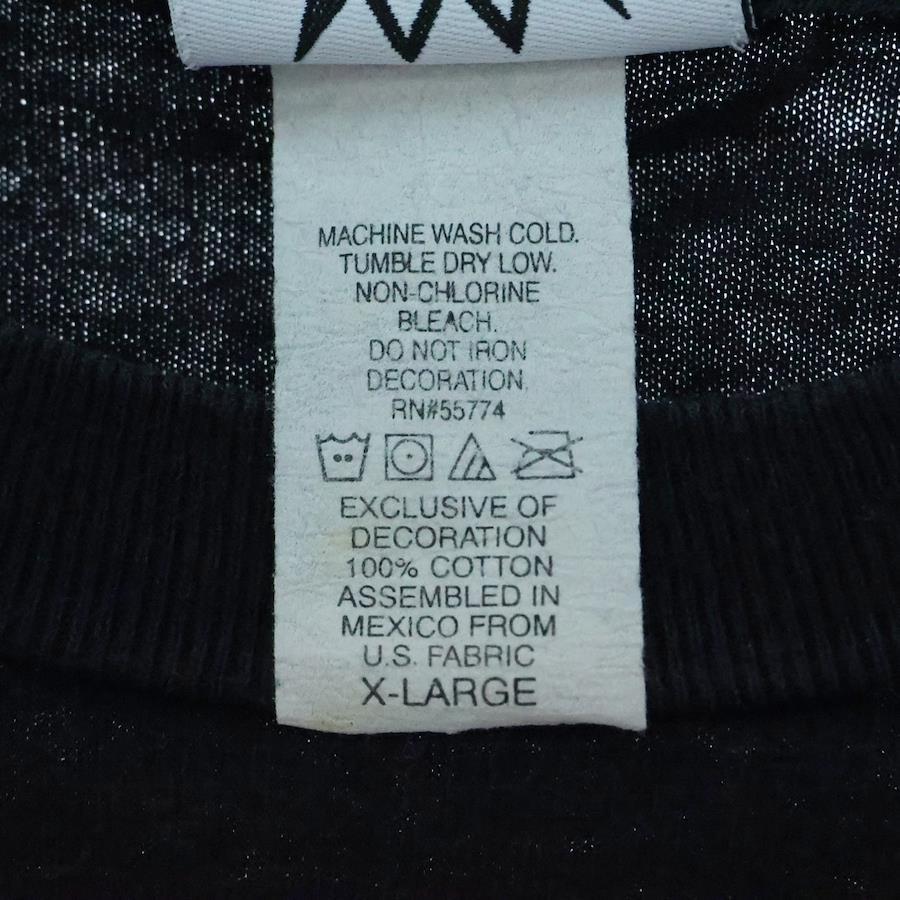 MACHINE WASH COLD.
TUMBLE DRY LOW.
NON-CHLORINE
BLEACH.
DO NOT IRON
DECORATION.
RN#55774
EXCLUSIVE OF
DECORATION
100% COTTON
ASSEMBLED IN
MEXICO FROM
U.S. FABRIC
X-LARGE